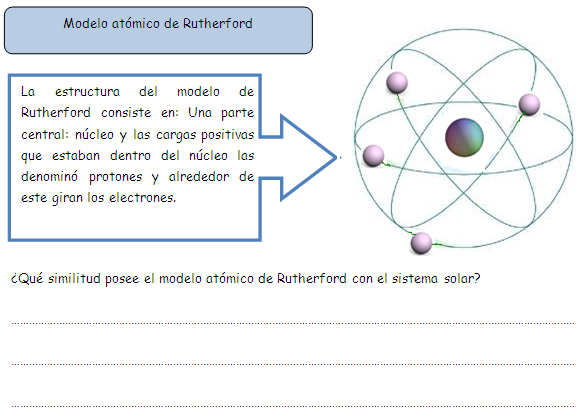 Modelo atómico de Rutherford
La estructura del modelo de
Rutherford consiste en: Una parte
central: núcleo y las cargas positivas
que estaban dentro del núcleo las
denominó protones y alrededor de
este giran los electrones.
¿Qué similitud posee el modelo atómico de Rutherford con el sistema solar?